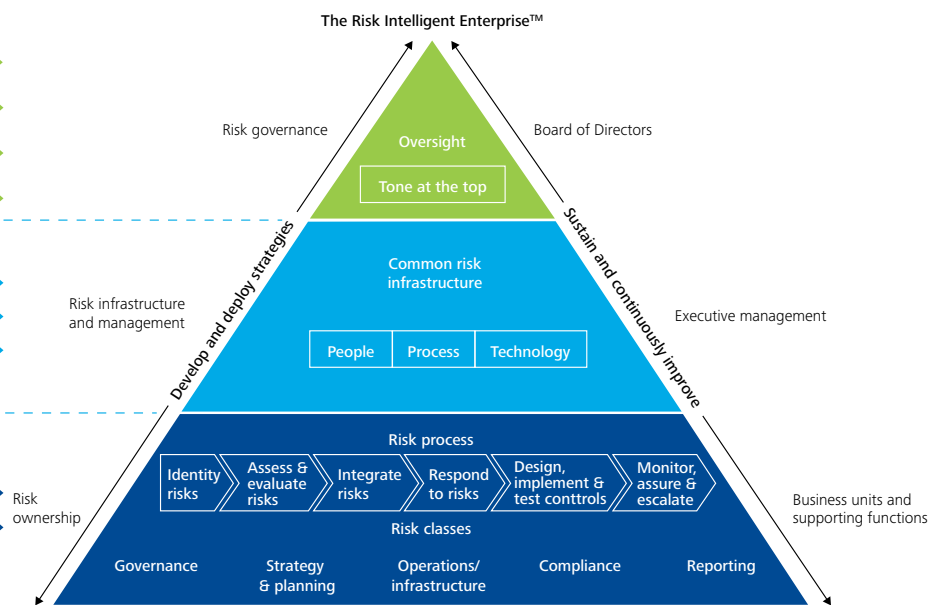 The Risk Intelligent Enterprise™
Risk governance
Board of Directors
Oversight
Tone at the top
Develop and deploy strategies
Sustain and continuously improve
Common risk
infrastructure
Risk infrastructure
and management
Executive management
People
Process
Technology
Risk process
Identity
risks
Assess &
evaluate
risks
Integrate
risks
Respond
to risks
Design,
implement &
test conttrols
Monitor,
assure &
escalate
Risk
ownership
Business units and
supporting functions
Risk classes
Governance
Strategy
& planning
Operations/
infrastructure
Compliance
Reporting